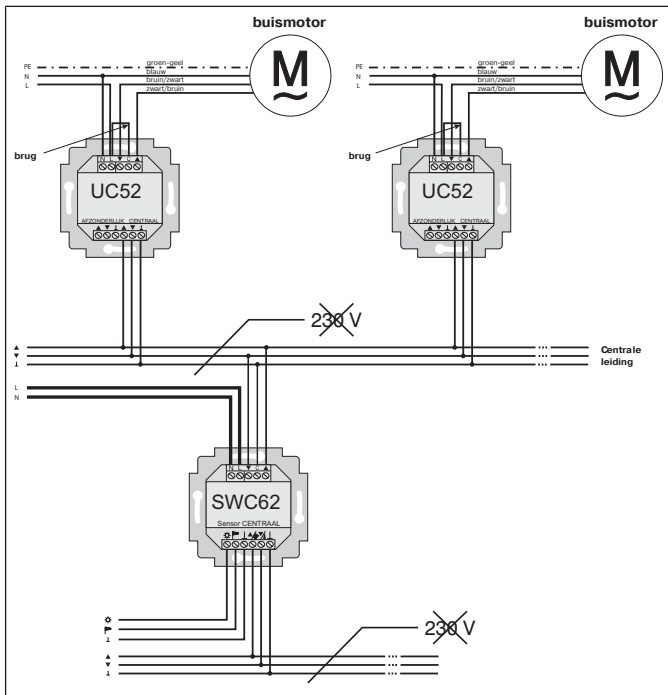 buismotor
buismotor
PE
groen-geel
N
blauw
L
bruin/zwart
zwart/bruin
M
PE
groen-geel
N
blauw
L
bruin/zwart
zwart/bruin
M
brug
N L ▼ C ▲
UC52
AFZONDERLIJK CENTRAAL
▲ ▼ ⊥ ▲ ▼ ⊥
brug
N L ▼ C ▲
UC52
AFZONDERLIJK CENTRAAL
▲ ▼ ⊥ ▲ ▼ ⊥
230 V
▲
▼
⊥
Centrale
leiding
L
N
N L ▼ C ▲
SWC62
Sensor CENTRAAL
⊥
230 V
▲
▼
⊥